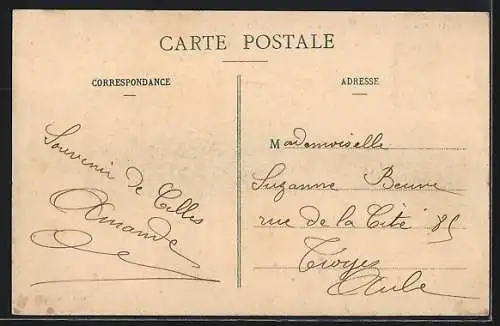 CARTE POSTALE
CORRESPONDANCE
Souvenir de Celles
Amande
ADRESSE
Mademoiselle
Suzanne Beuve
rue de la Cité 85
Troyes
Aube